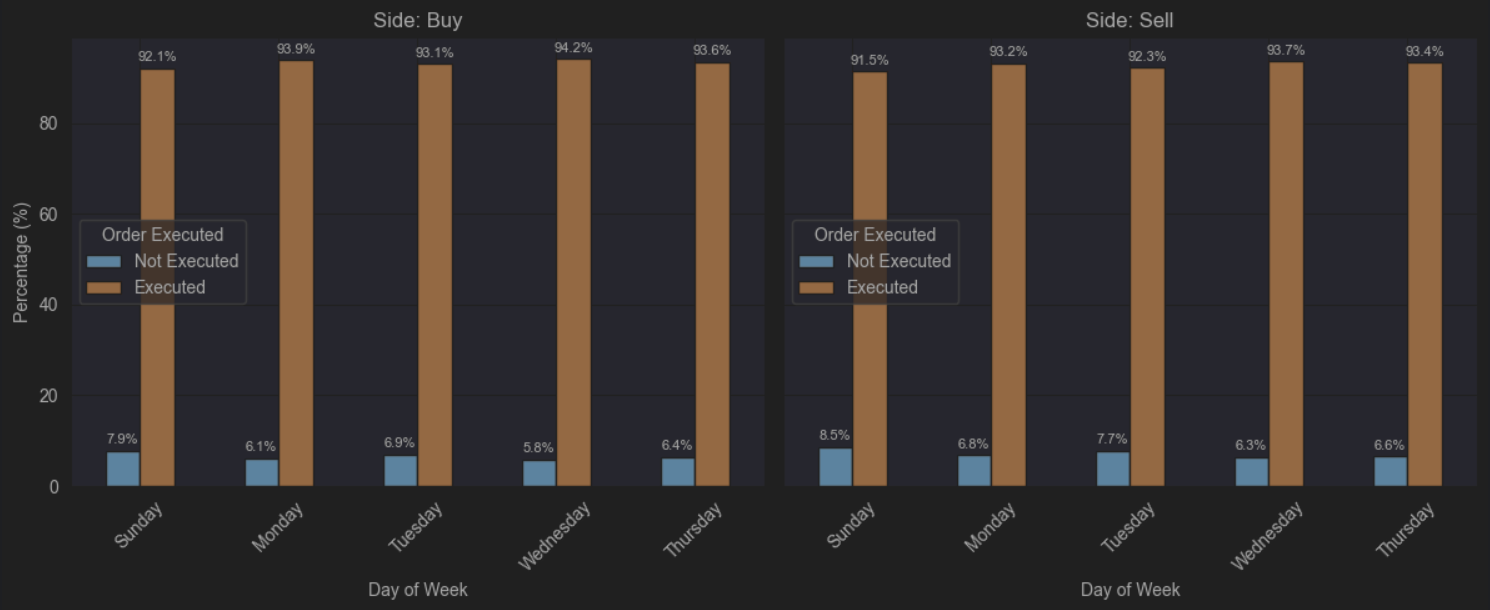 Side: Buy
92.1%
93.9%
93.1%
94.2%
93.6%
80
60
40
20
0
Percentage (%)
Order Executed
Not Executed
Executed
7.9%
6.1%
6.9%
5.8%
6.4%
Sunday
Monday
Tuesday
Wednesday
Thursday
Day of Week
Side: Sell
91.5%
93.2%
92.3%
93.7%
93.4%
Order Executed
Not Executed
Executed
8.5%
6.8%
7.7%
6.3%
6.6%
Sunday
Monday
Tuesday
Wednesday
Thursday
Day of Week